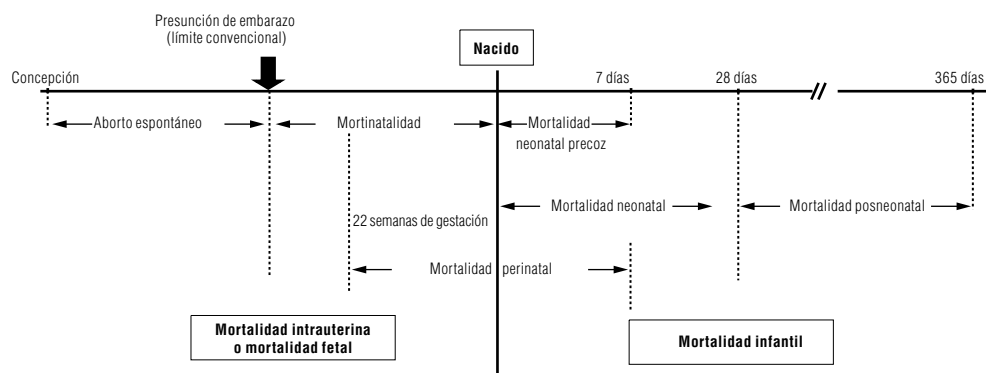 Presunción de embarazo
(límite convencional)
Nacido
Concepción
7 días
28 días
365 días
Aborto espontáneo
Mortinatalidad
Mortalidad
neonatal precoz
Mortalidad neonatal
Mortalidad posneonatal
22 semanas de gestación
Mortalidad perinatal
Mortalidad intrauterina
o mortalidad fetal
Mortalidad infantil